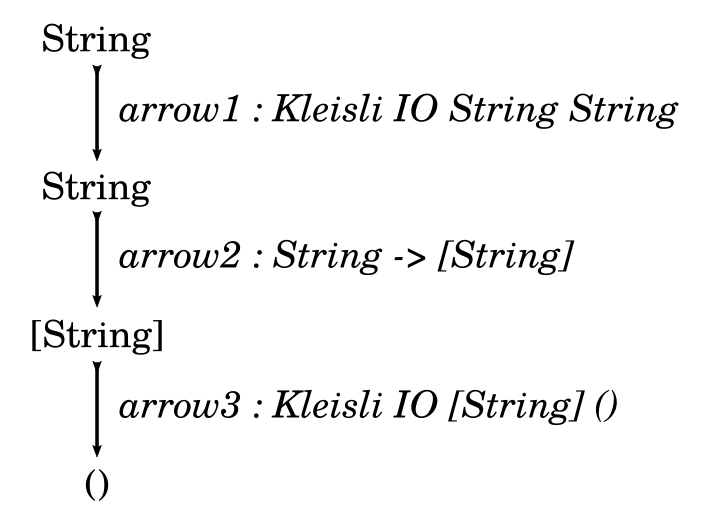 String
arrow1 : Kleisli IO String String
String
arrow2 : String -> [String]
[String]
arrow3 : Kleisli IO [String] ()
()